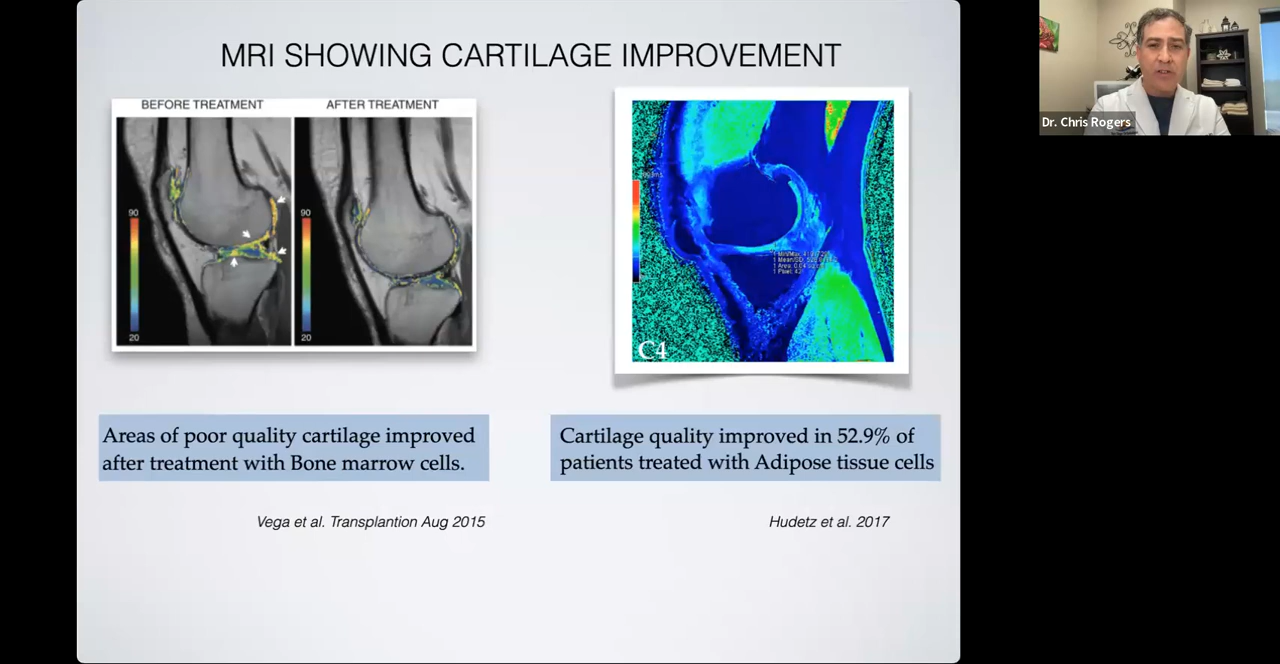 MRI SHOWING CARTILAGE IMPROVEMENT
BEFORE TREATMENT
AFTER TREATMENT
90
20
90
20
C4
Areas of poor quality cartilage improved
after treatment with Bone marrow cells.
Cartilage quality improved in 52.9% of
patients treated with Adipose tissue cells
Vega et al. Transplantion Aug 2015
Hudetz et al. 2017
Dr. Chris Rogers